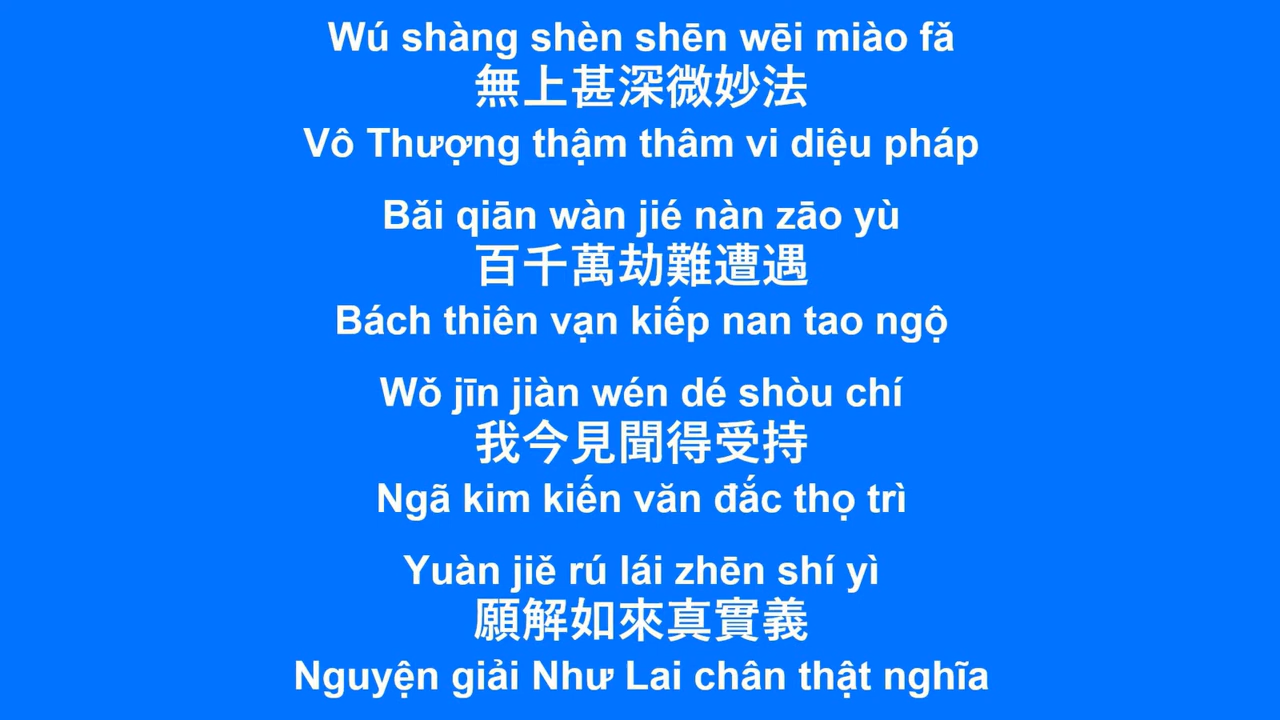 Wú shàng shèn shēn wēi miào fǎ
無上甚深微妙法
Vô Thượng thậm thâm vi diệu pháp
Bǎi qiān wàn jié nàn zāo yù
百千萬劫難遭遇
Bách thiên vạn kiếp nan tao ngộ
Wǒ jīn jiàn wén dé shòu chí
我今見聞得受持
Ngã kim kiến văn đắc thọ trì
Yuàn jiě rú lái zhēn shí yì
願解如來真實義
Nguyện giải Như Lai chân thật nghĩa